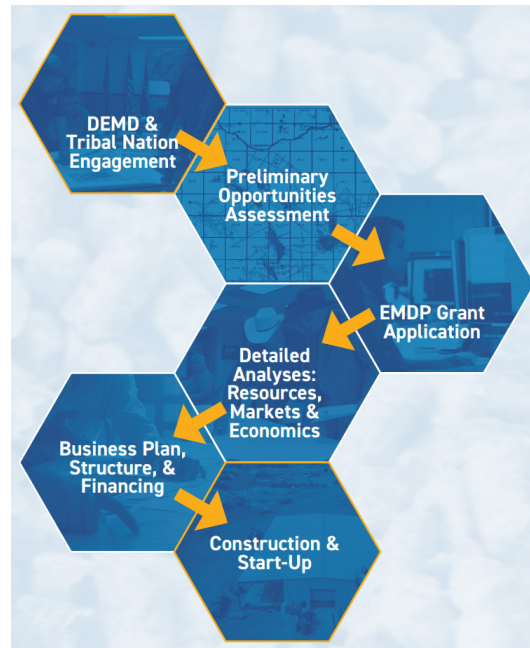 DEMD &
Tribal Nation
Engagement
Preliminary
Opportunities
Assessment
EMDP Grant
Application
Detailed
Analyses:
Resources,
Markets &
Economics
Business Plan,
Structure, &
Financing
Construction &
Start-Up